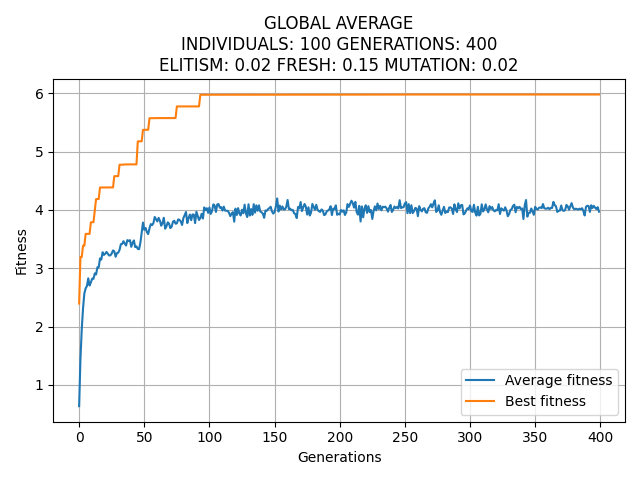 GLOBAL AVERAGE
INDIVIDUALS: 100 GENERATIONS: 400
ELITISM: 0.02 FRESH: 0.15 MUTATION: 0.02
6
5
4
3
2
1
Fitness
Average fitness
Best fitness
0 50 100 150 200 250 300 350 400
Generations